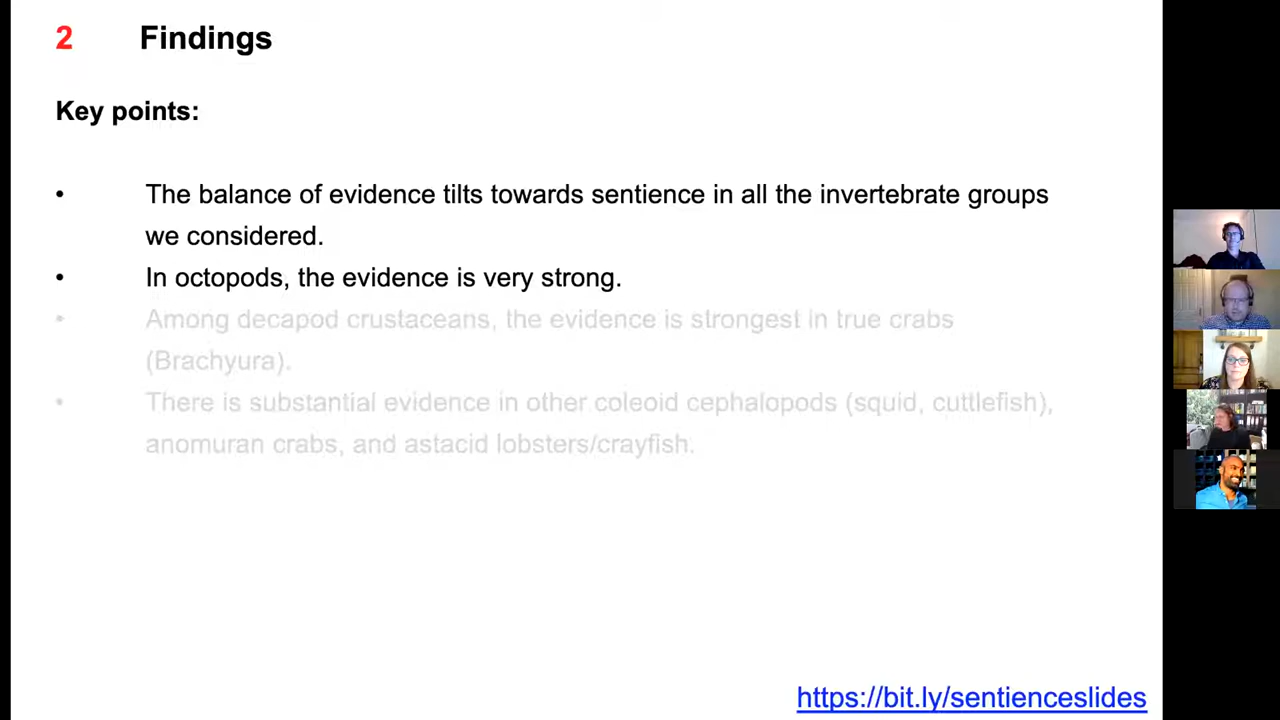 2 Findings
Key points:
• The balance of evidence tilts towards sentience in all the invertebrate groups
we considered.
• In octopods, the evidence is very strong.
• Among decapod crustaceans, the evidence is strongest in true crabs
(Brachyura).
• There is substantial evidence in other coleoid cephalopods (squid, cuttlefish),
anomuran crabs, and astacid lobsters/crayfish.
https://bit.ly/sentienceslides